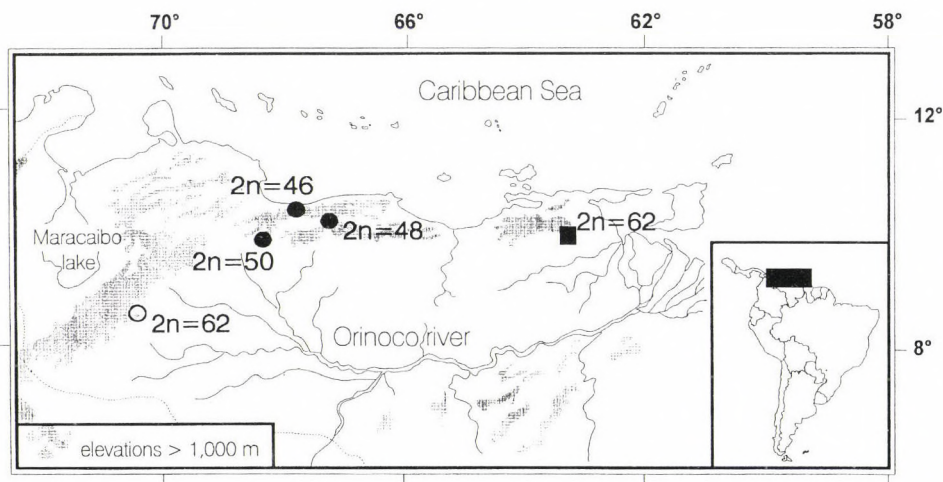 70° 66° 62° 58°
Caribbean Sea
12°
2n=46
2n=62
2n=48
Maracaibo
lake
2n=50
2n=62
Orinoco river
8°
elevations > 1,000 m